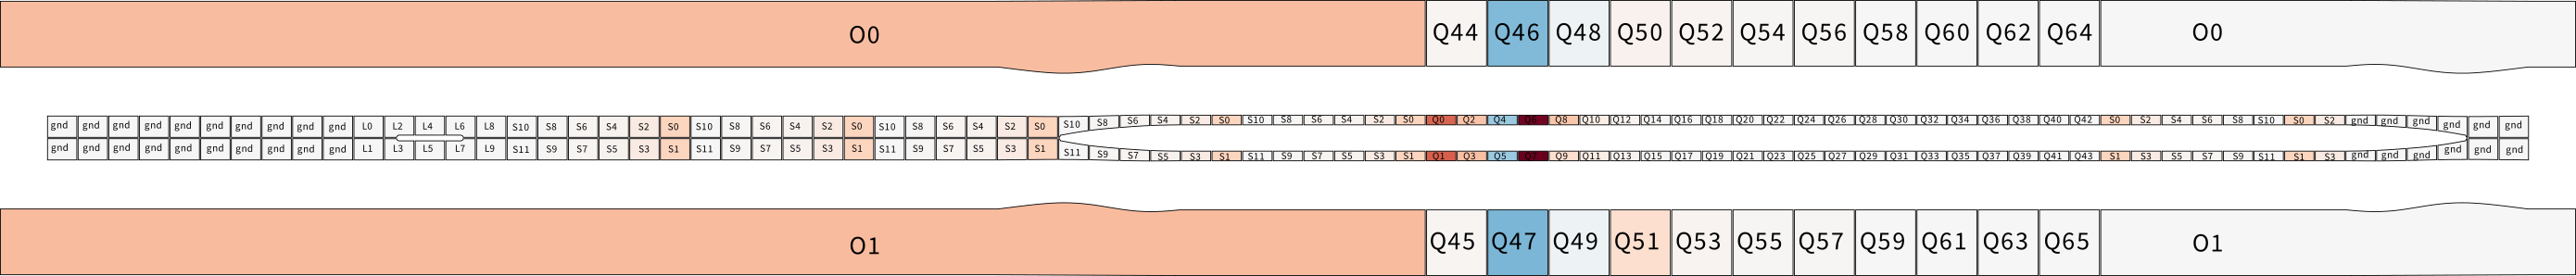 O0 Q44 Q46 Q48 Q50 Q52 Q54 Q56 Q58 Q60 Q62 Q64 O0
gnd gnd gnd gnd gnd gnd gnd gnd gnd gnd L0 L2 L4 L6 L8 S10 S8 S6 S4 S2 S0 S10 S8 S6 S4 S2 S0 S10 S8 S6 S4 S2 S0 S10 S8 S6 S4 S2 S0 S10 S8 S6 S4 S2 S0 Q0 Q2 Q4 Q6 Q8 Q10 Q12 Q14 Q16 Q18 Q20 Q22 Q24 Q26 Q28 Q30 Q32 Q34 Q36 Q38 Q40 Q42 S0 S2 S4 S6 S8 S10 S0 S2 gnd gnd gnd gnd gnd gnd
gnd gnd gnd gnd gnd gnd gnd gnd gnd gnd L1 L3 L5 L7 L9 S11 S9 S7 S5 S3 S1 S11 S9 S7 S5 S3 S1 S11 S9 S7 S5 S3 S1 S11 S9 S7 S5 S3 S1 S11 S9 S7 S5 S3 S1 Q1 Q3 Q5 Q7 Q9 Q11 Q13 Q15 Q17 Q19 Q21 Q23 Q25 Q27 Q29 Q31 Q33 Q35 Q37 Q39 Q41 Q43 S1 S3 S5 S7 S9 S11 S1 S3 gnd gnd gnd gnd gnd gnd
O1 Q45 Q47 Q49 Q51 Q53 Q55 Q57 Q59 Q61 Q63 Q65 O1